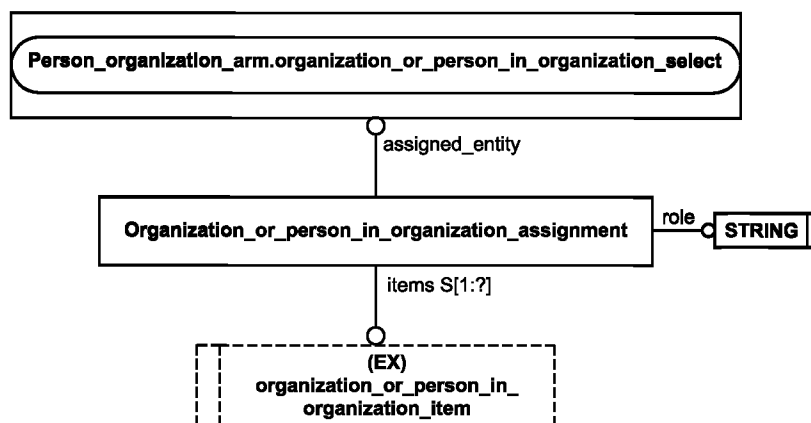 Person_organization_arm.organization_or_person_in_organization_select
assigned_entity
Organization_or_person_in_organization_assignment
role
STRING
items S[1:?]
(EX)
organization_or_person_in_
organization_item